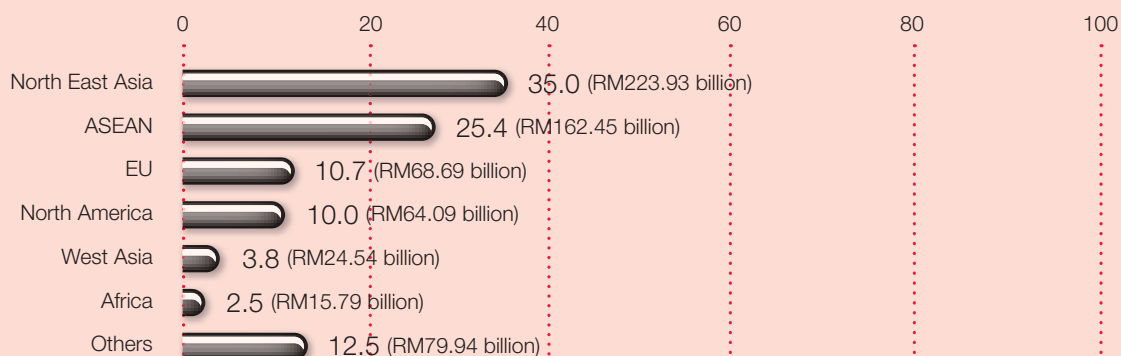 0 20 40 60 80 100
North East Asia 35.0 (RM223.93 billion)
ASEAN 25.4 (RM162.45 billion)
EU 10.7 (RM68.69 billion)
North America 10.0 (RM64.09 billion)
West Asia 3.8 (RM24.54 billion)
Africa 2.5 (RM15.79 billion)
Others 12.5 (RM79.94 billion)